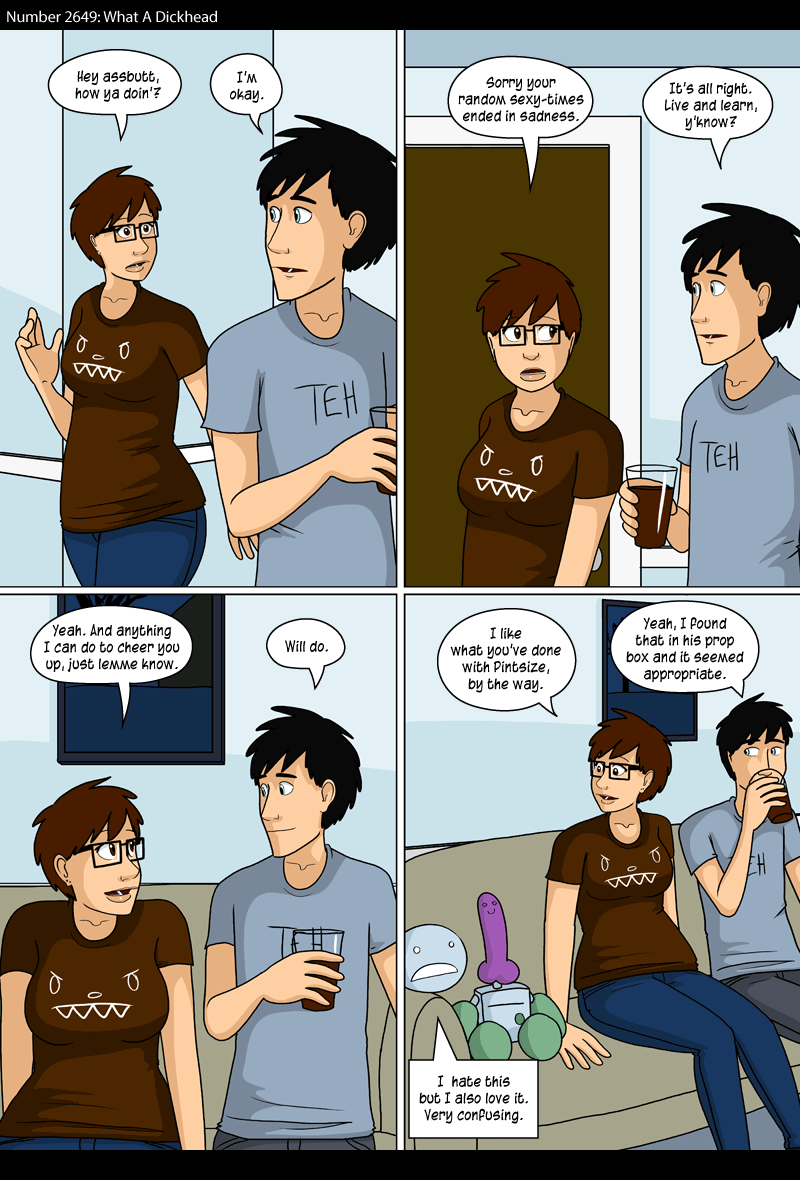 Number 2649: What A Dickhead
Hey assbutt,
how ya doin'?
I'm
okay.
TEH
Sorry your
random sexy-times
ended in sadness.
It's all right.
Live and learn,
y'know?
TEH
Yeah. And anything
I can do to cheer you
up, just lemme know.
Will do.
TEH
I like
what you've done
with Pintsize,
by the way.
Yeah, I found
that in his prop
box and it seemed
appropriate.
EH
I hate this
but I also love it.
Very confusing.